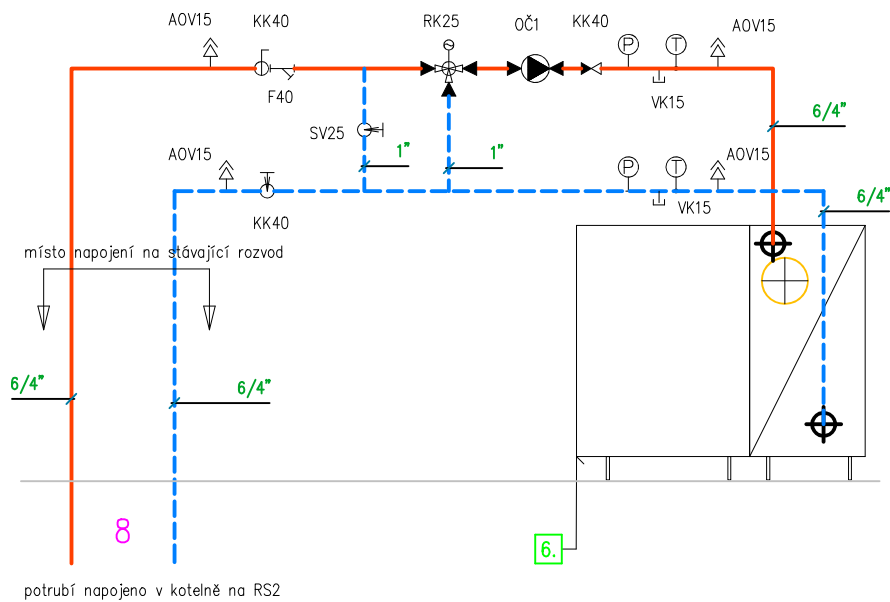 AOV15 KK40 RK25 OČ1 KK40 AOV15
P T
F40 VK15
SV25 6/4"
1" 1"
AOV15 AOV15
P T
KK40 VK15 6/4"
místo napojení na stávající rozvod
6/4" 6/4"
8
6.
potrubí napojeno v kotelně na RS2